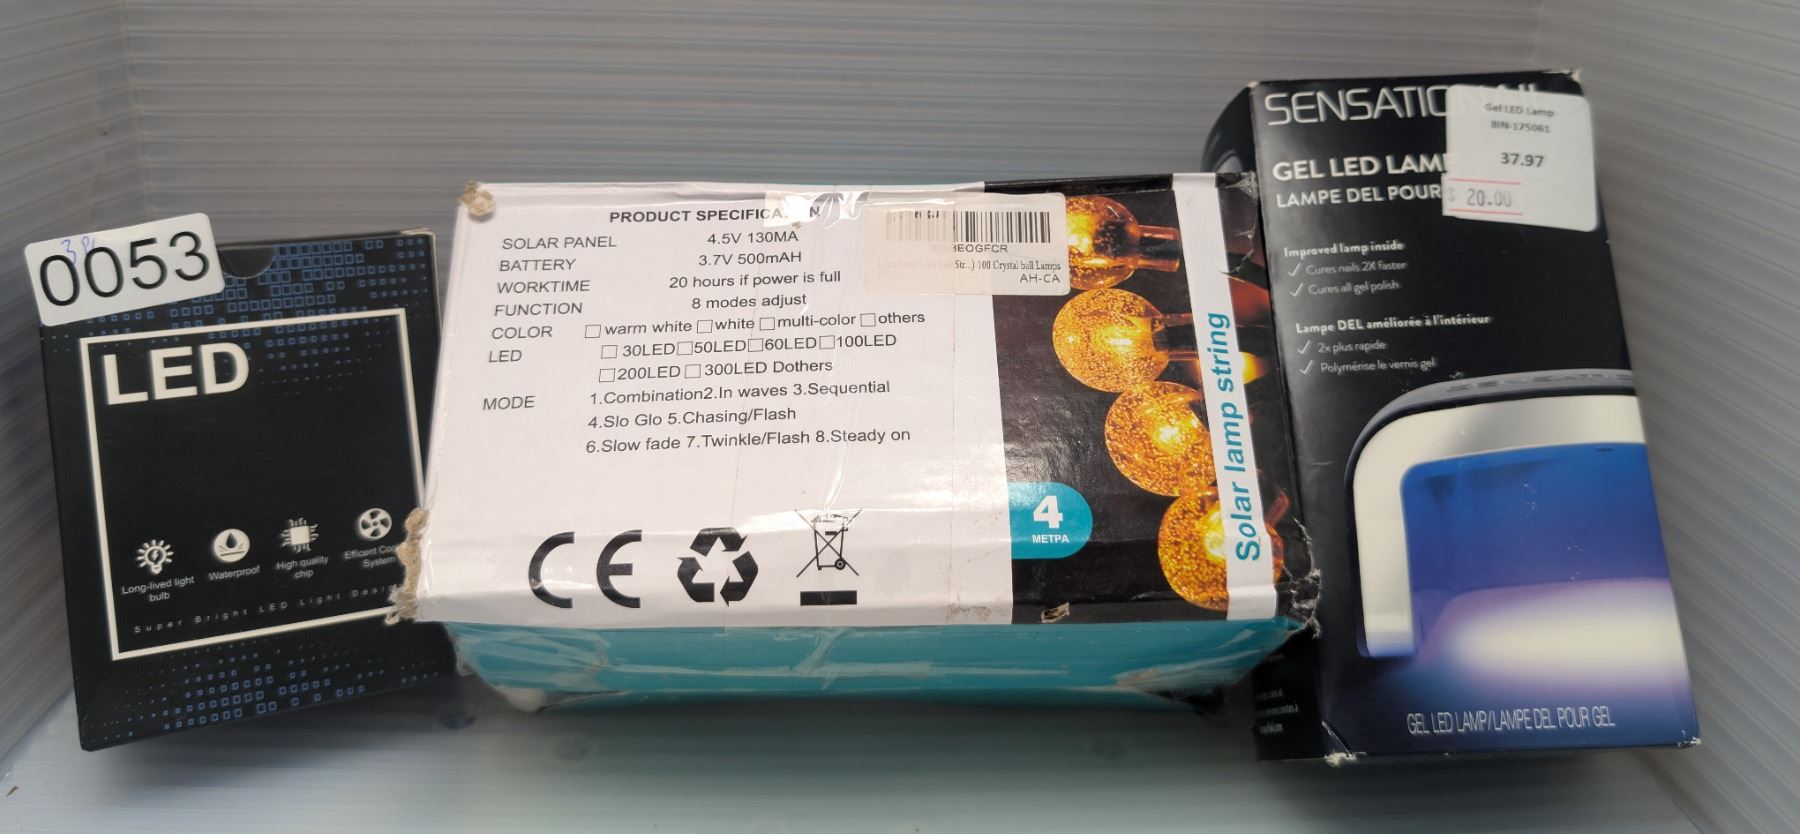 0053
LED
Long-lived light
bulb
Waterproof
High quality
chip
Efficent
System
Super Bright LED Light
PRODUCT
SOLAR PANEL 4.5V 130MA
BATTERY 3.7V 500mAH
WORKTIME 20 hours if power is full
FUNCTION 8 modes adjust
COLOR □ warm white □ white □ multi-color □ others
LED □ 30LED □ 50LED □ 60LED □ 100LED
□ 200LED □ 300LED Dothers
MODE 1.Combination2.In waves 3.Sequential
4.Slo Glo 5.Chasing/Flash
6.Slow fade 7.Twinkle/Flash 8.Steady on
CE
EOGFCR
Str...) 100 Crystal ball Lamps
AH-CA
4
МЕТРА
Solar lamp string
GEL LED
LAMPE DEL POUR
Gel LED Lamp
BIN-175061
37.97
$ 20.00
Improved lamp inside
✓ Cures nails 2X faster
✓ Cures all gel polish
Lampe DEL améliorée à l'intérieur
✓ 2x plus rapide
✓ Polymérise le vernis gel
GEL LED LAMP/LAMPE DEL POUR GEL